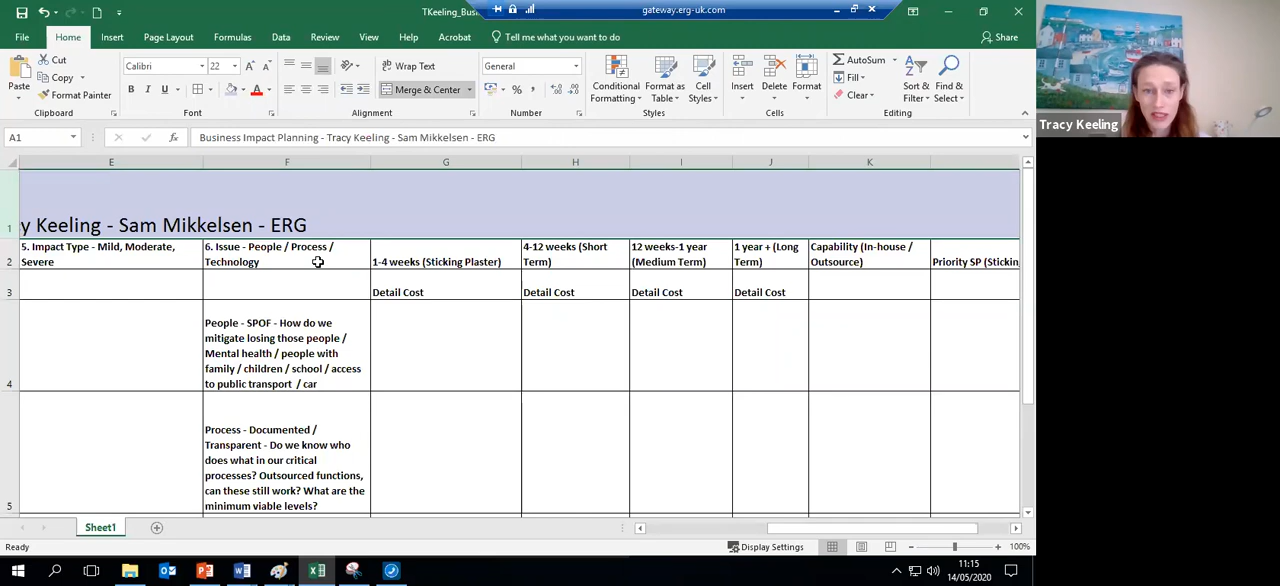 TKeeling_Busi
gateway.erg-uk.com
File
Home
Insert
Page Layout
Formulas
Data
Review
View
Help
Acrobat
Tell me what you want to do
Share
Paste
Cut
Copy
Format Painter
Clipboard
Calibri
22
B I U
Font
Wrap Text
Merge & Center
Alignment
General
%
Number
Conditional
Formatting
Format as
Table
Cell
Styles
Styles
Insert
Delete
Format
Cells
AutoSum
Fill
Clear
Sort &
Filter
Find &
Select
Editing
Tracy Keeling
A1
fx
Business Impact Planning - Tracy Keeling - Sam Mikkelsen - ERG
E
F
G
H
I
J
K
1
y Keeling - Sam Mikkelsen - ERG
2
5. Impact Type - Mild, Moderate,
Severe
6. Issue - People / Process /
Technology
1-4 weeks (Sticking Plaster)
4-12 weeks (Short
Term)
12 weeks-1 year
(Medium Term)
1 year + (Long
Term)
Capability (In-house /
Outsource)
Priority SP (Sticking
3
Detail Cost
Detail Cost
Detail Cost
Detail Cost
4
People - SPOF - How do we
mitigate losing those people /
Mental health / people with
family / children / school / access
to public transport / car
5
Process - Documented /
Transparent - Do we know who
does what in our critical
processes? Outsourced functions,
can these still work? What are the
minimum viable levels?
Sheet1
Ready
Display Settings
100%
11:15
14/05/2020